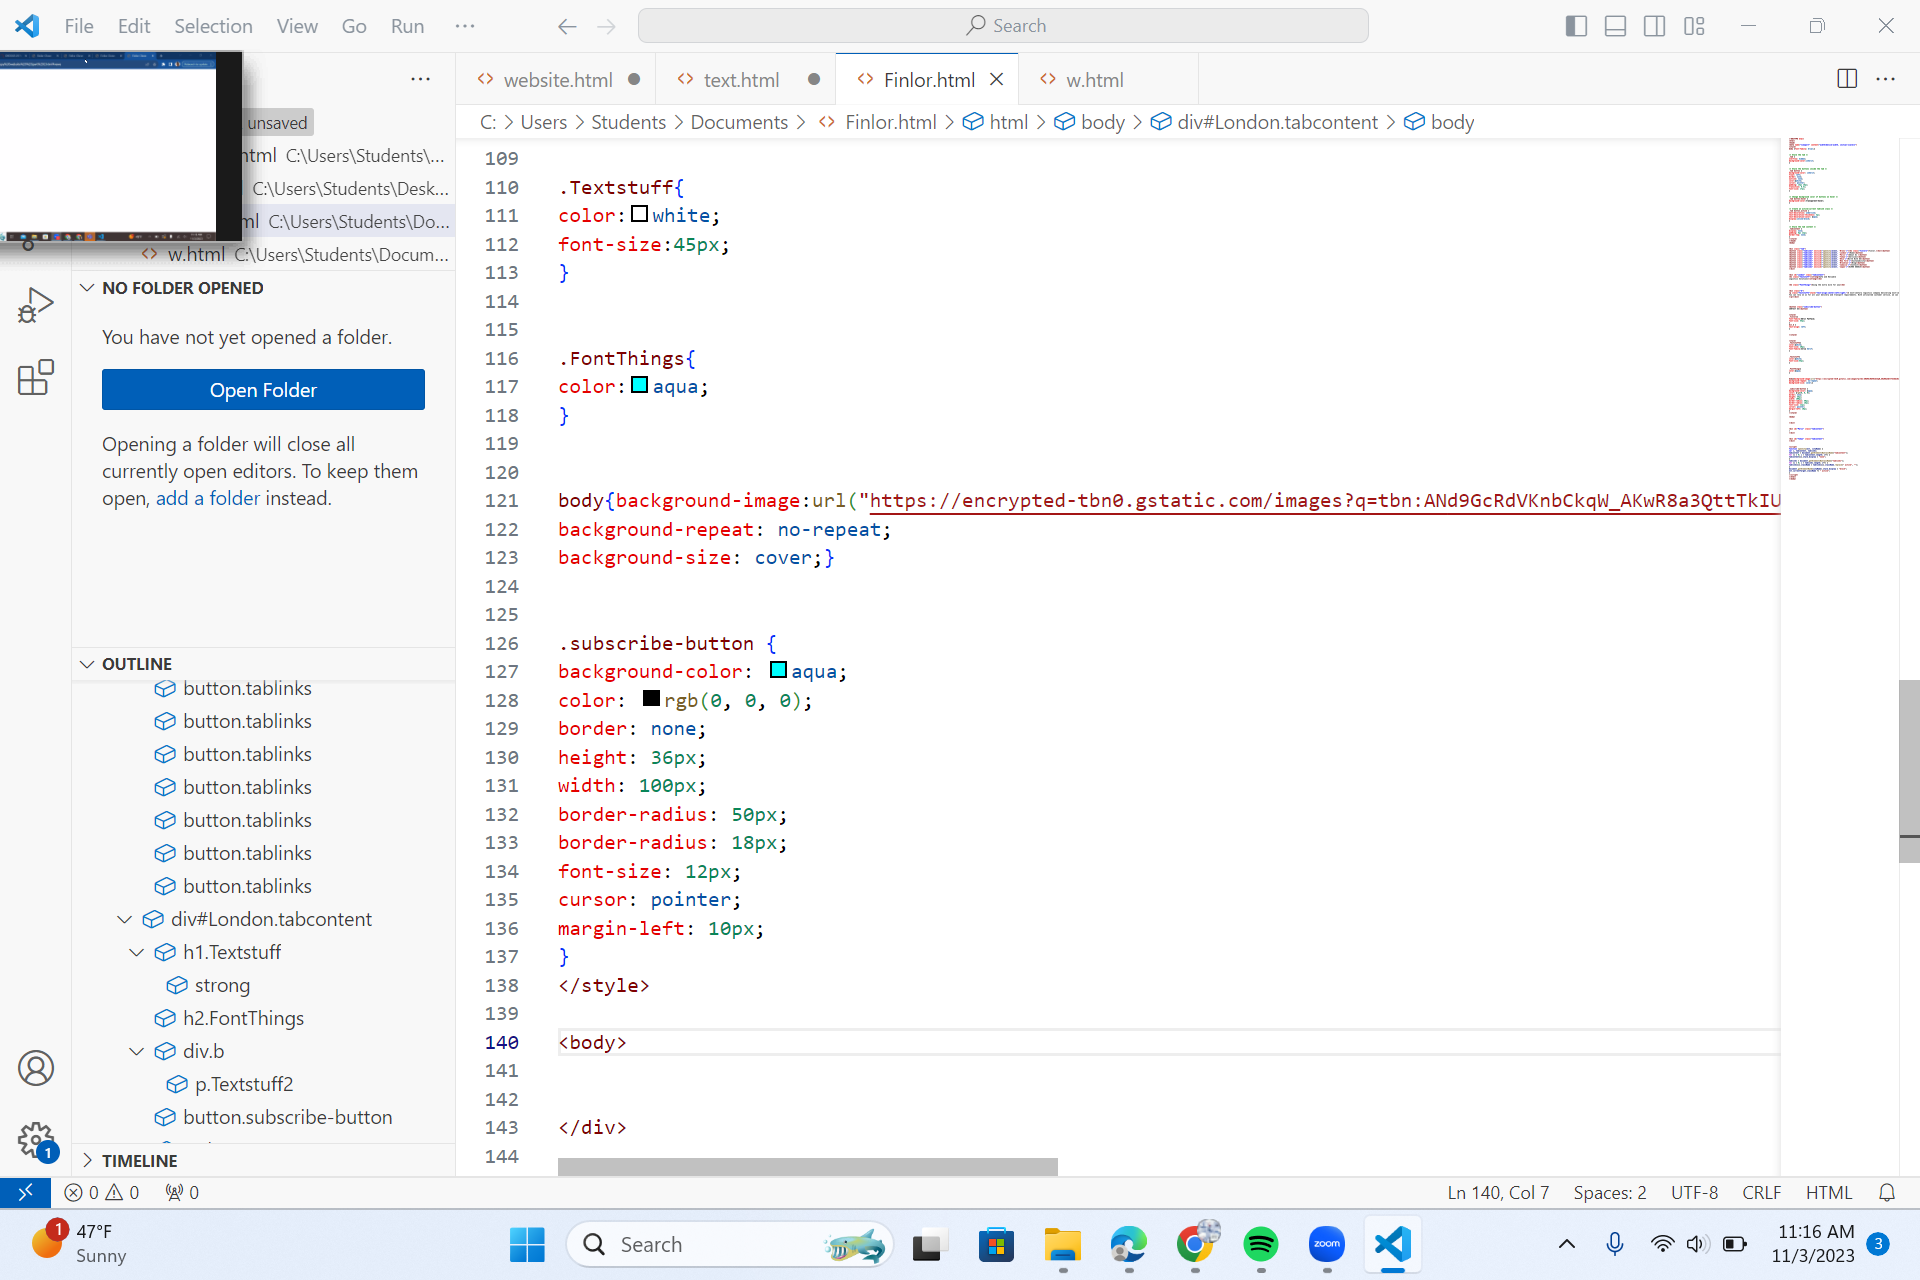 File Edit Selection View Go Run ··· Search
website.html text.html Finlor.html w.html
unsaved
C: > Users > Students > Documents > Finlor.html > html > body > div#London.tabcontent > body
html C:\Users\Students\...
C:\Users\Students\Desk...
ml C:\Users\Students\Do...
w.html C:\Users\Students\Docum...
NO FOLDER OPENED
You have not yet opened a folder.
Open Folder
Opening a folder will close all
currently open editors. To keep them
open, add a folder instead.
OUTLINE
button.tablinks
button.tablinks
button.tablinks
button.tablinks
button.tablinks
button.tablinks
button.tablinks
div#London.tabcontent
h1.Textstuff
strong
h2.FontThings
div.b
p.Textstuff2
button.subscribe-button
TIMELINE
109
110 .Textstuff{
111 color: white;
112 font-size:45px;
113 }
114
115
116 .FontThings{
117 color: aqua;
118 }
119
120
121 body{background-image:url("https://encrypted-tbn0.gstatic.com/images?q=tbn:ANd9GcRdVKnbCkqW_AKwR8a3QttTkIU
122 background-repeat: no-repeat;
123 background-size: cover;}
124
125
126 .subscribe-button {
127 background-color: aqua;
128 color: rgb(0, 0, 0);
129 border: none;
130 height: 36px;
131 width: 100px;
132 border-radius: 50px;
133 border-radius: 18px;
134 font-size: 12px;
135 cursor: pointer;
136 margin-left: 10px;
137 }
138 </style>
139
140 <body>
141
142
143 </div>
144
1
0 0 0 Ln 140, Col 7 Spaces: 2 UTF-8 CRLF HTML
1 47°F
Sunny
Search
zoom
11:16 AM
11/3/2023
3